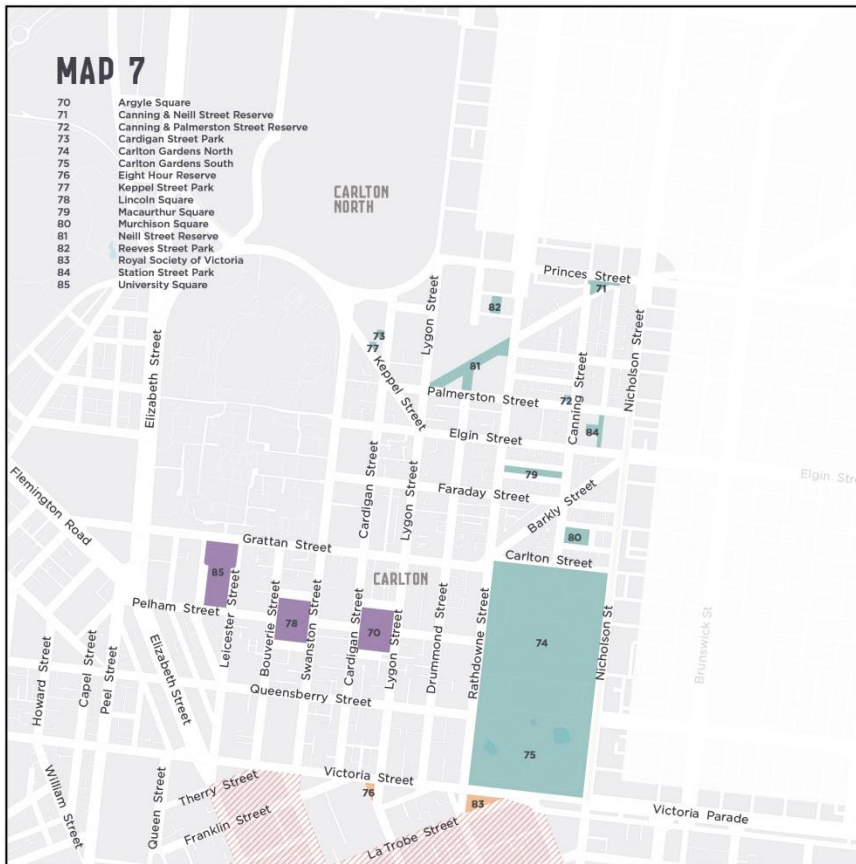 MAP 7
70 Argyle Square
71 Canning & Neill Street Reserve
72 Canning & Palmerston Street Reserve
73 Cardigan Street Park
74 Carlton Gardens North
75 Carlton Gardens South
76 Eight Hour Reserve
77 Keppel Street Park
78 Lincoln Square
79 Macaurthur Square
80 Murchison Square
81 Neill Street Reserve
82 Reeves Street Park
83 Royal Society of Victoria
84 Station Street Park
85 University Square
CARLTON
NORTH
Princes Street
71
82
Lygon Street
73
77
Keppel Street
81
Palmerston Street
72
Canning Street
Nicholson Street
Elizabeth Street
Elgin Street
84
Elgin Stre
79
Faraday Street
Cardigan Street
Lygon Street
Barkly Street
Flemington Road
80
Grattan Street
Carlton Street
85
CARLTON
Pelham Street
Leicester Street
Bouverie Street
78
Swanston Street
Cardigan Street
70
Lygon Street
Drummond Street
Rathdowne Street
74
Nicholson St
Brunswick St
Howard Street
Capel Street
Peel Street
Elizabeth Street
Queensberry Street
75
William Street
Queen Street
Therry Street
Victoria Street
76
83
Victoria Parade
Franklin Street
La Trobe Street